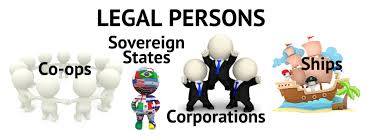 LEGAL PERSONS
Co-ops
Sovereign
States
Corporations
Ships